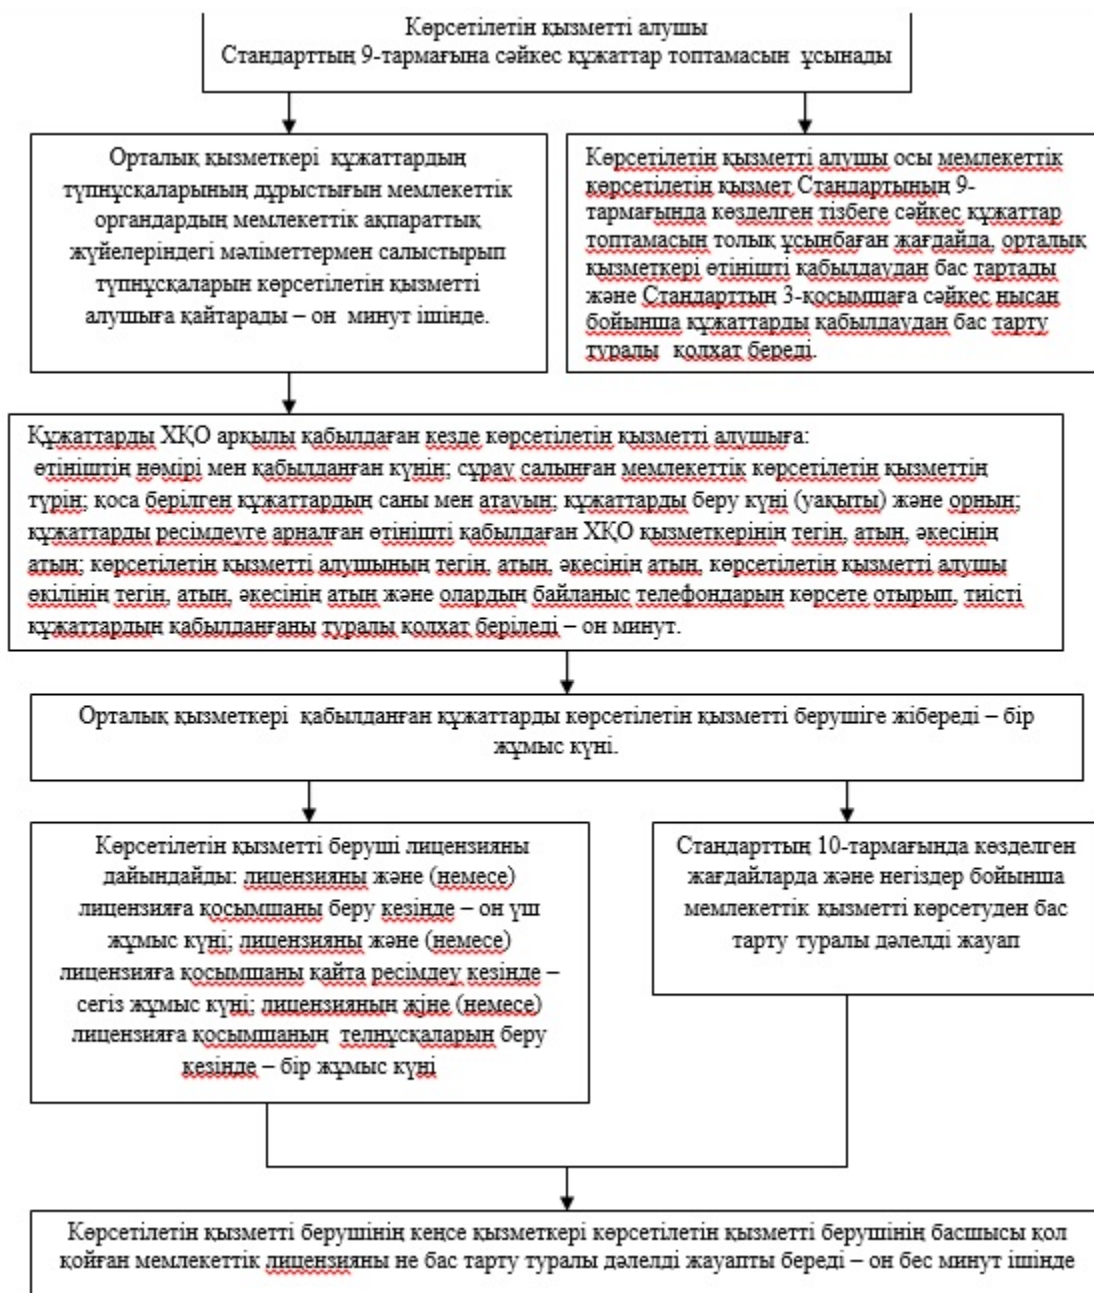 Көрсетілетін қызметті алушы
Стандарттың 9-тармағына сәйкес құжаттар топтамасын ұсынады
Орталық қызметкері құжаттардың
түпнұсқаларының дұрыстығын мемлекеттік
органдардың мемлекеттік ақпараттық
жүйелеріндегі мәліметтермен салыстырып
түпнұсқаларын көрсетілетін қызметті
алушыға қайтарады – он минут ішінде.
Көрсетілетін қызметті алушы осы мемлекеттік
көрсетілетін қызмет Стандартының 9-
тармағында көзделген тізбеге сәйкес құжаттар
топтамасын толық ұсынбаған жағдайда, орталық
қызметкері өтінішті қабылдаудан бас тартады
және Стандарттың 3-қосымшаға сәйкес нысан
бойынша құжаттарды қабылдаудан бас тарту
туралы қолхат береді.
Құжаттарды ХҚО арқылы қабылдаған кезде көрсетілетін қызметті алушыға:
өтініштің нөмірі мен қабылданған күнін; сұрау салынған мемлекеттік көрсетілетін қызметтің
түрін; қоса берілген құжаттардың саны мен атауын; құжаттарды беру күні (уақыты) және орнын;
құжаттарды ресімдеуге арналған өтінішті қабылдаған ХҚО қызметкерінің тегін, атын, әкесінің
атын; көрсетілетін қызметті алушының тегін, атын, әкесінің атын, көрсетілетін қызметті алушы
өкілінің тегін, атын, әкесінің атын және олардың байланыс телефондарын көрсете отырып, тиісті
құжаттардың қабылданғаны туралы қолхат беріледі – он минут.
Орталық қызметкері қабылданған құжаттарды көрсетілетін қызметті берушіге жібереді – бір
жұмыс күні.
Көрсетілетін қызметті беруші лицензияны
дайындайды: лицензияны және (немесе)
лицензияға қосымшаны беру кезінде – он үш
жұмыс күні; лицензияны және (немесе)
лицензияға қосымшаны қайта ресімдеу кезінде –
сегіз жұмыс күні; лицензияның жіне (немесе)
лицензияға қосымшаның телнұсқаларын беру
кезінде – бір жұмыс күні
Стандарттың 10-тармағында көзделген
жағдайларда және негіздер бойынша
мемлекеттік қызметті көрсетуден бас
тарту туралы дәлелді жауап
Көрсетілетін қызметті берушінің кеңсе қызметкері көрсетілетін қызметті берушінің басшысы қол
қойған мемлекеттік лицензияны не бас тарту туралы дәлелді жауапты береді – он бес минут ішінде